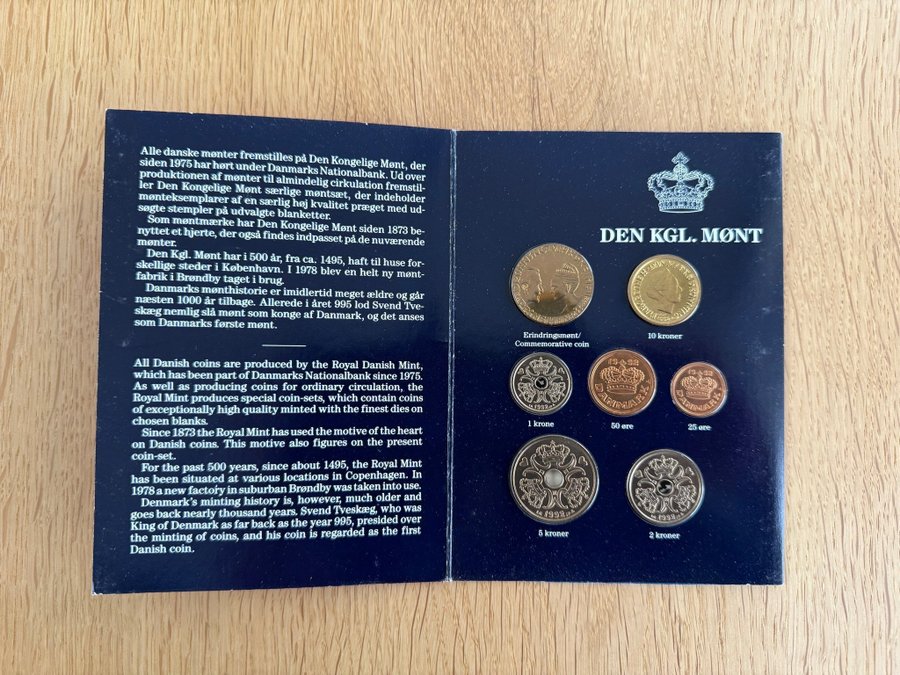 Alle danske mønter fremstilles på Den Kongelige Mønt, der
siden 1975 har hørt under Danmarks Nationalbank. Ud over
produktionen af mønter til almindelig cirkulation fremstil-
ler Den Kongelige Mønt særlige møntsæt, der indeholder
mønteksemplarer af en særlig høj kvalitet præget med ud-
søgte stempler på udvalgte blanketter.
Som møntmærke har Den Kongelige Mønt siden 1873 be-
nyttet et hjerte, der også findes indpasset på de nuværende
mønter.
Den Kgl. Mønt har i 500 år, fra ca. 1495, haft til huse for-
skellige steder i København. I 1978 blev en helt ny mønt-
fabrik i Brøndby taget i brug.
Danmarks mønthistorie er imidlertid meget ældre og går
næsten 1000 år tilbage. Allerede i året 995 lod Svend Tve-
skæg nemlig slå mønt som konge af Danmark, og det anses
som Danmarks første mønt.
All Danish coins are produced by the Royal Danish Mint,
which has been part of Danmarks Nationalbank since 1975.
As well as producing coins for ordinary circulation, the
Royal Mint produces special coin-sets, which contain coins
of exceptionally high quality minted with the finest dies on
chosen blanks.
Since 1873 the Royal Mint has used the motive of the heart
on Danish coins. This motive also figures on the present
coin-set.
For the past 500 years, since about 1495, the Royal Mint
has been situated at various locations in Copenhagen. In
1978 a new factory in suburban Brøndby was taken into use.
Denmark's minting history is, however, much older and
goes back nearly thousand years. Svend Tveskæg, who was
King of Denmark as far back as the year 995, presided over
the minting of coins, and his coin is regarded as the first
Danish coin.
DEN KGL. MØNT
Erindringsmønt/
Commemorative coin
10 kroner
1992
1 krone
DANMARK
50 øre
DANMARK
25 øre
1992
5 kroner
1992
2 kroner